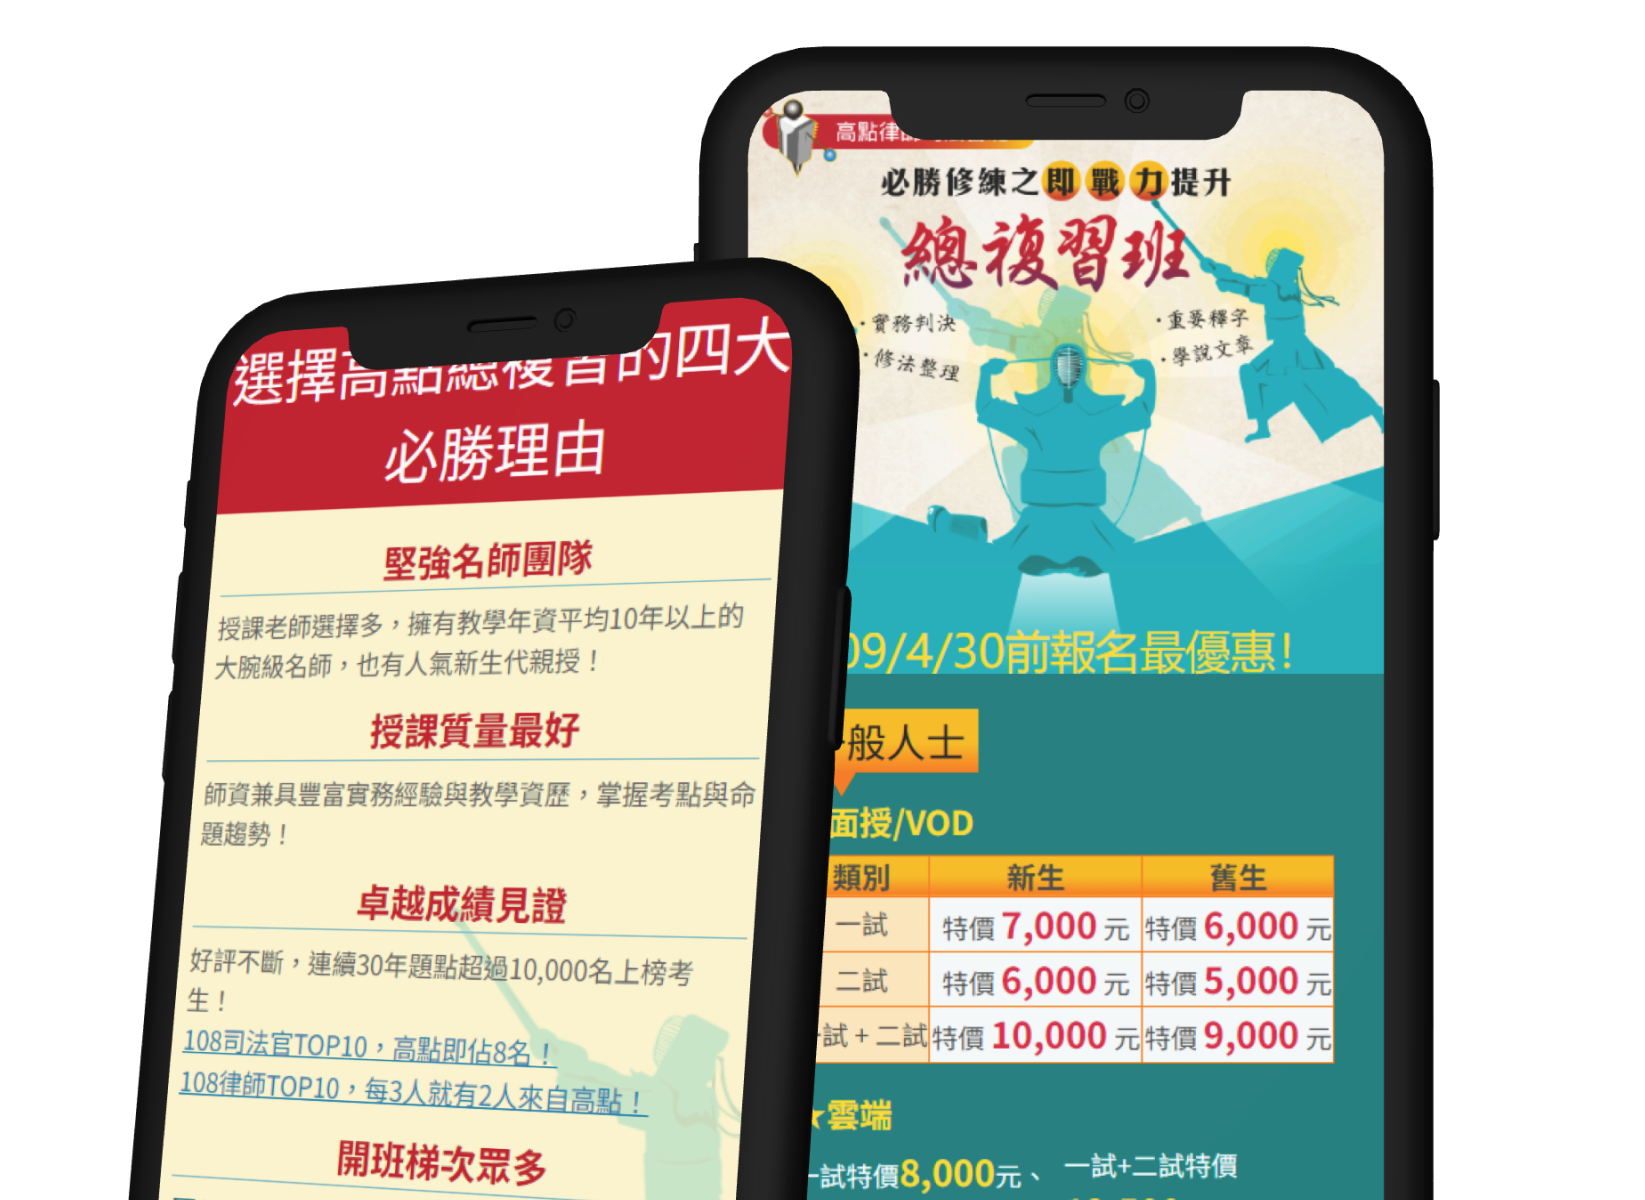 選擇高點總複習的四大
必勝理由
堅強名師團隊
授課老師選擇多，擁有教學年資平均10年以上的
大腕級名師，也有人氣新生代親授！
授課質量最好
師資兼具豐富實務經驗與教學資歷，掌握考點與命
題趨勢！
卓越成績見證
好評不斷，連續30年題點超過10,000名上榜考
生！
108司法官TOP10，高點即佔8名！
108律師TOP10，每3人就有2人來自高點！
開班梯次眾多
高點律
必勝修練之即戰力提升
總複習班
・實務判決
・修法整理
・重要釋字
・學說文章
09/4/30前報名最優惠！
般人士
面授/VOD
類別 新生 舊生
一試 特價 7,000 元 特價 6,000 元
二試 特價 6,000 元 特價 5,000 元
試 + 二試 特價 10,000 元 特價 9,000 元
★雲端
一試特價8,000元、 一試+二試特價